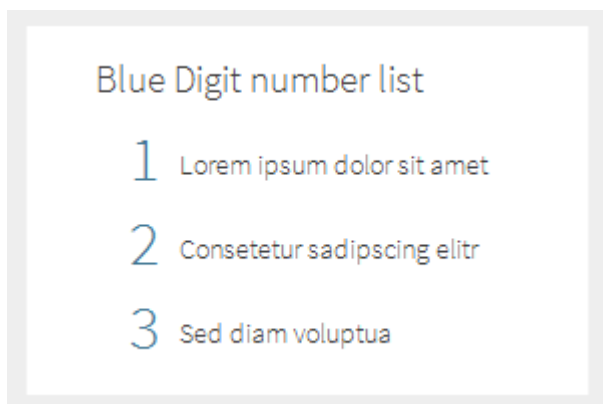 Blue Digit number list
1 Lorem ipsum dolor sit amet
2 Consetetur sadipscing elitr
3 Sed diam voluptua